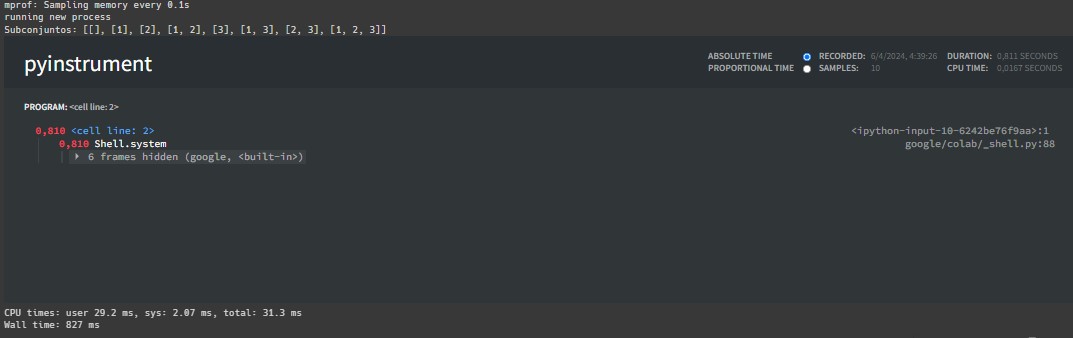 mprof: Sampling memory every 0.1s
running new process
Subconjuntos: [[], [1], [2], [1, 2], [3], [1, 3], [2, 3], [1, 2, 3]]
pyinstrument
ABSOLUTE TIME RECORDED: 6/4/2024, 4:39:26 DURATION: 0,811 SECONDS
PROPORTIONAL TIME SAMPLES: 10 CPU TIME: 0,0167 SECONDS
PROGRAM: <cell line: 2>
0,810 <cell line: 2> <ipython-input-10-6242be76f9aa>:1
0,810 Shell.system google/colab/_shell.py:88
6 frames hidden (google, <built-in>)
CPU times: user 29.2 ms, sys: 2.07 ms, total: 31.3 ms
Wall time: 827 ms